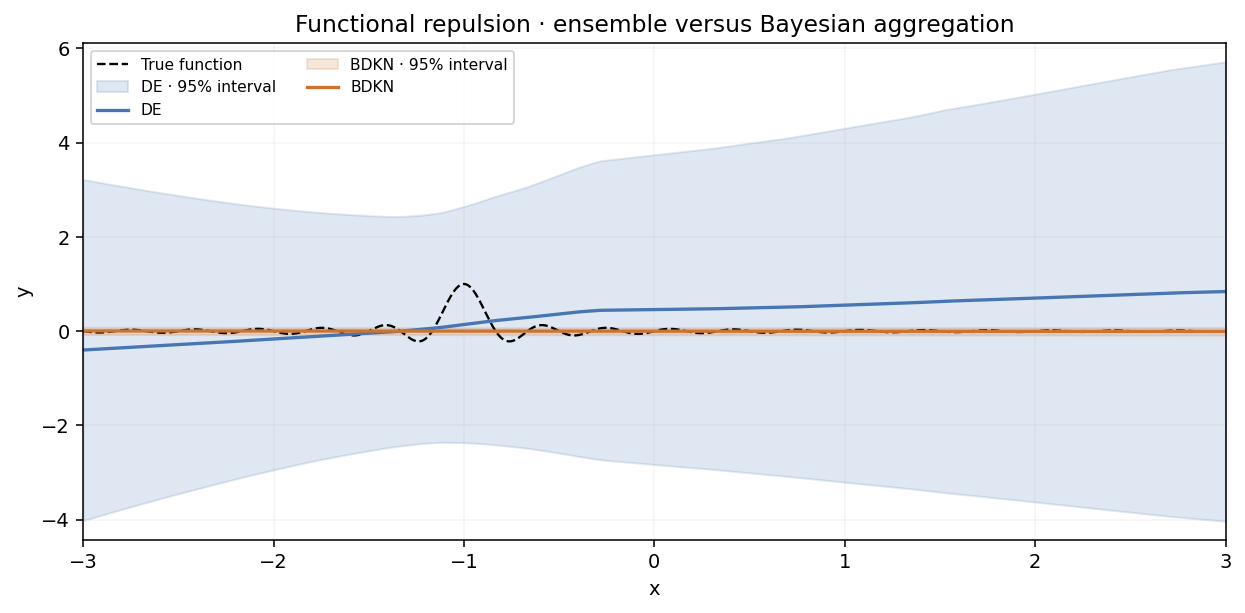 Functional repulsion · ensemble versus Bayesian aggregation
True function
DE · 95% interval
DE
BDKN · 95% interval
BDKN
y
6
4
2
0
−2
−4
−3
−2
−1
0
1
2
3
x